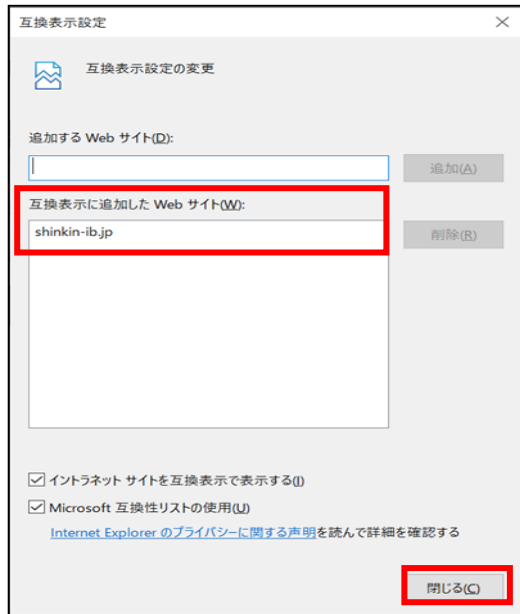 互換表示設定
互換表示設定の変更
追加する Web サイト(D):
追加(A)
互換表示に追加した Web サイト(W):
shinkin-ib.jp
削除(R)
イントラネット サイトを互換表示で表示する(I)
Microsoft 互換性リストの使用(U)
Internet Explorer のプライバシーに関する声明を読んで詳細を確認する
閉じる(C)